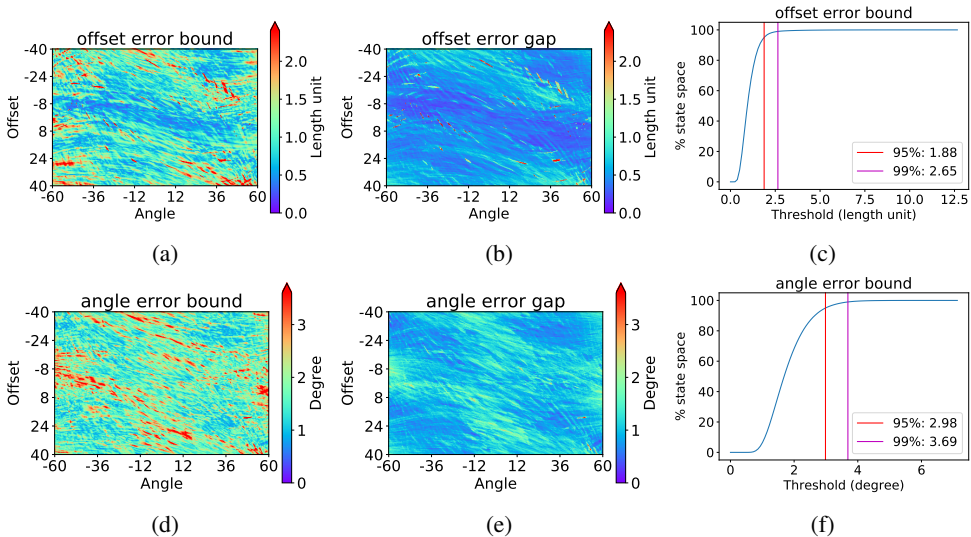 offset error bound
-40
-24
-8
8
24
40
Offset
-60 -36 -12 12 36 60
Angle
2.0
1.5
1.0
0.5
0.0
Length unit
(a)
offset error gap
-40
-24
-8
8
24
40
Offset
-60 -36 -12 12 36 60
Angle
2.0
1.5
1.0
0.5
0.0
Length unit
(b)
offset error bound
100
80
60
40
20
0
% state space
95%: 1.88
99%: 2.65
0.0 2.5 5.0 7.5 10.0 12.5
Threshold (length unit)
(c)
angle error bound
-40
-24
-8
8
24
40
Offset
-60 -36 -12 12 36 60
Angle
3
2
1
0
Degree
(d)
angle error gap
-40
-24
-8
8
24
40
Offset
-60 -36 -12 12 36 60
Angle
3
2
1
0
Degree
(e)
angle error bound
100
80
60
40
20
0
% state space
95%: 2.98
99%: 3.69
0 2 4 6
Threshold (degree)
(f)